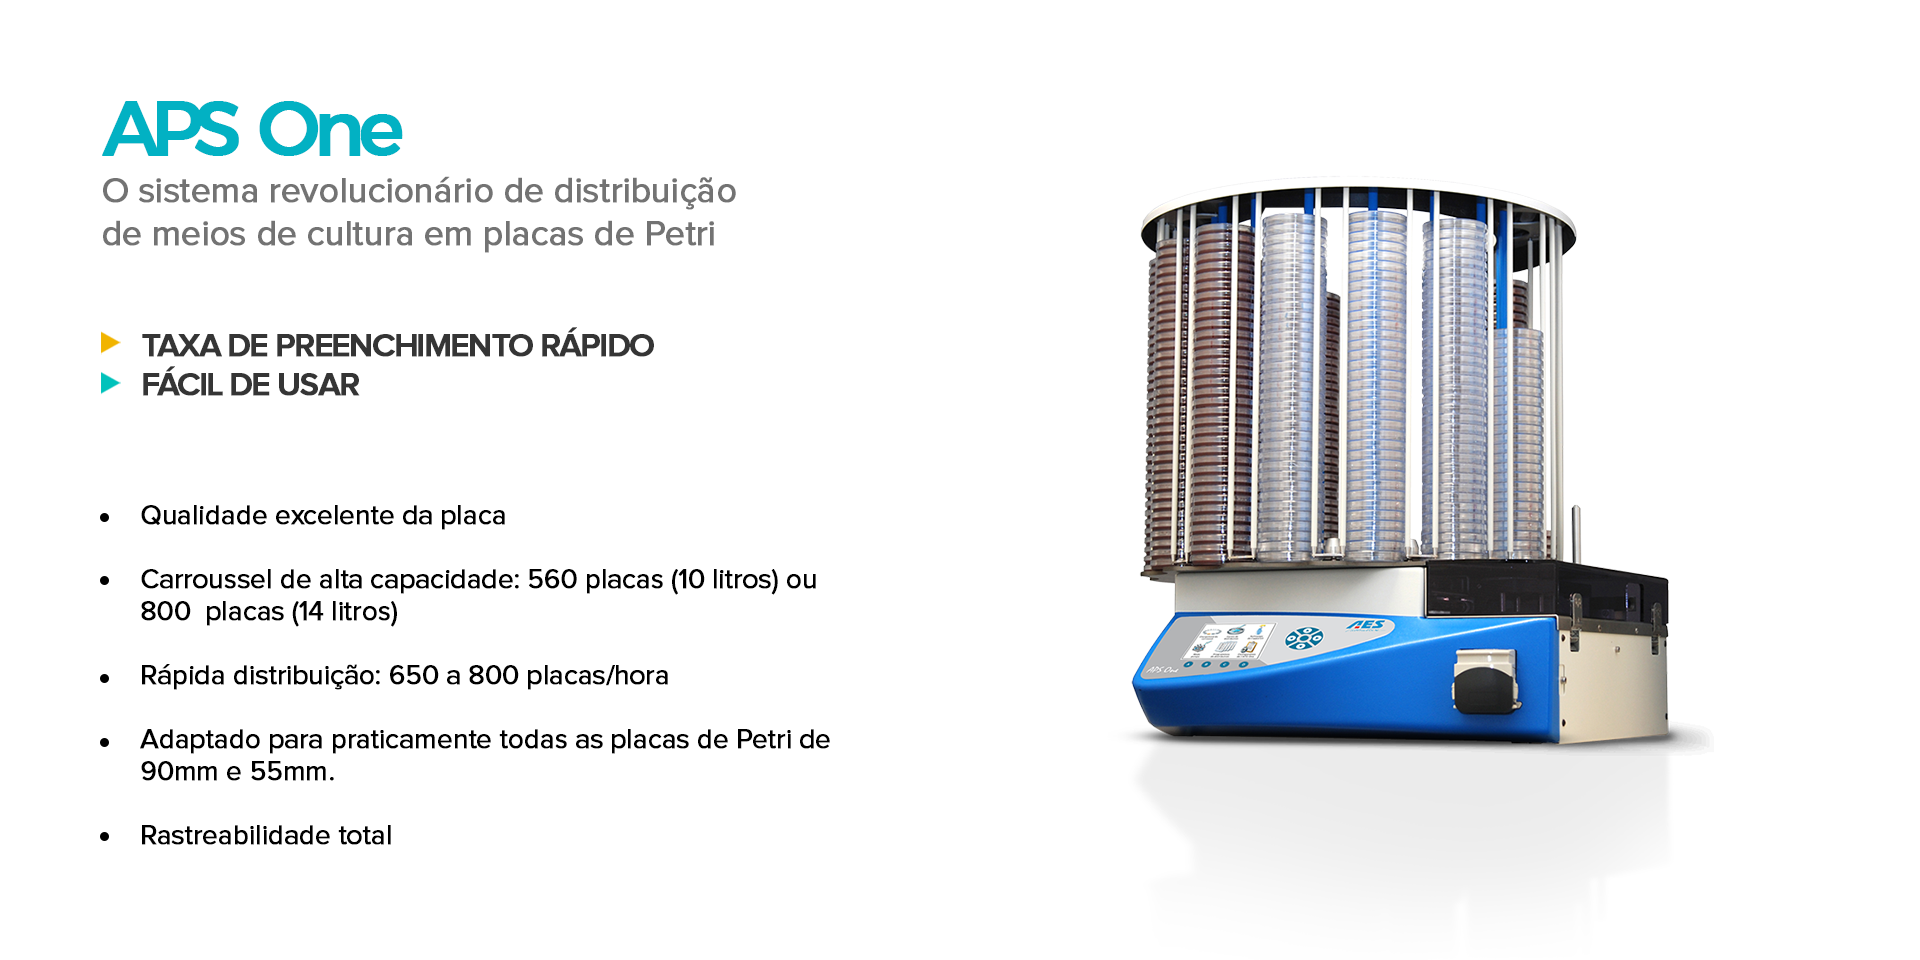 APS One
O sistema revolucionário de distribuição
de meios de cultura em placas de Petri
TAXA DE PREENCHIMENTO RÁPIDO
FÁCIL DE USAR
• Qualidade excelente da placa
• Carroussel de alta capacidade: 560 placas (10 litros) ou
800 placas (14 litros)
• Rápida distribuição: 650 a 800 placas/hora
• Adaptado para praticamente todas as placas de Petri de
90mm e 55mm.
• Rastreabilidade total
AES
APS One